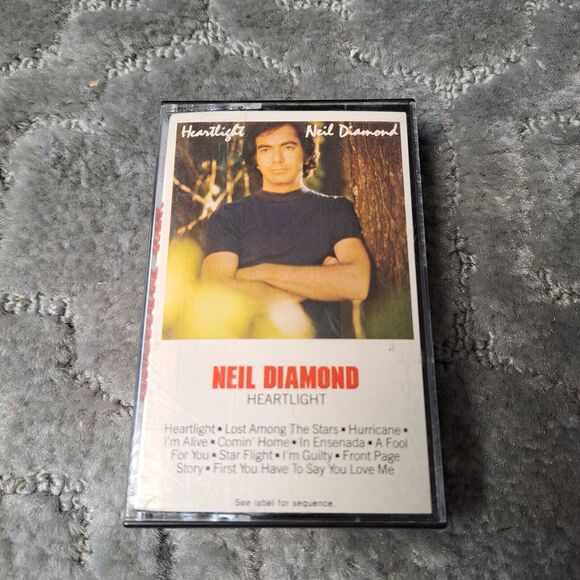 Heartlight Neil Diamond
NEIL DIAMOND
HEARTLIGHT
Heartlight ▪ Lost Among The Stars ▪ Hurricane ▪
I'm Alive ▪ Comin' Home ▪ In Ensenada ▪ A Fool
For You ▪ Star Flight ▪ I'm Guilty ▪ Front Page
Story ▪ First You Have To Say You Love Me
See label for sequence.